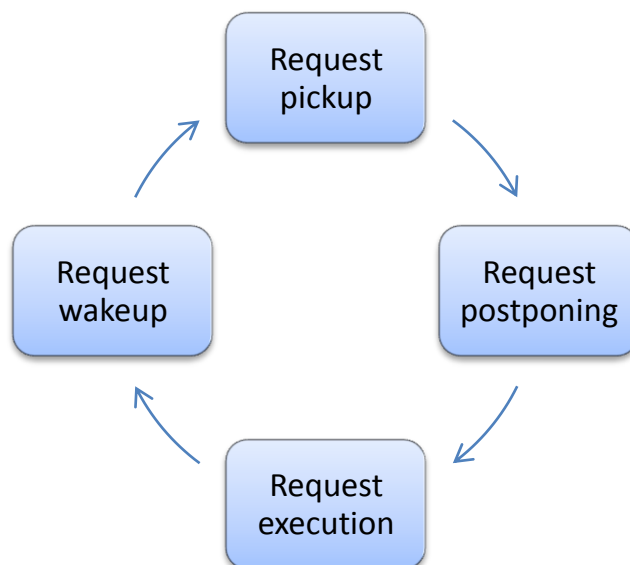 Request
pickup
Request
wakeup
Request
postponing
Request
execution